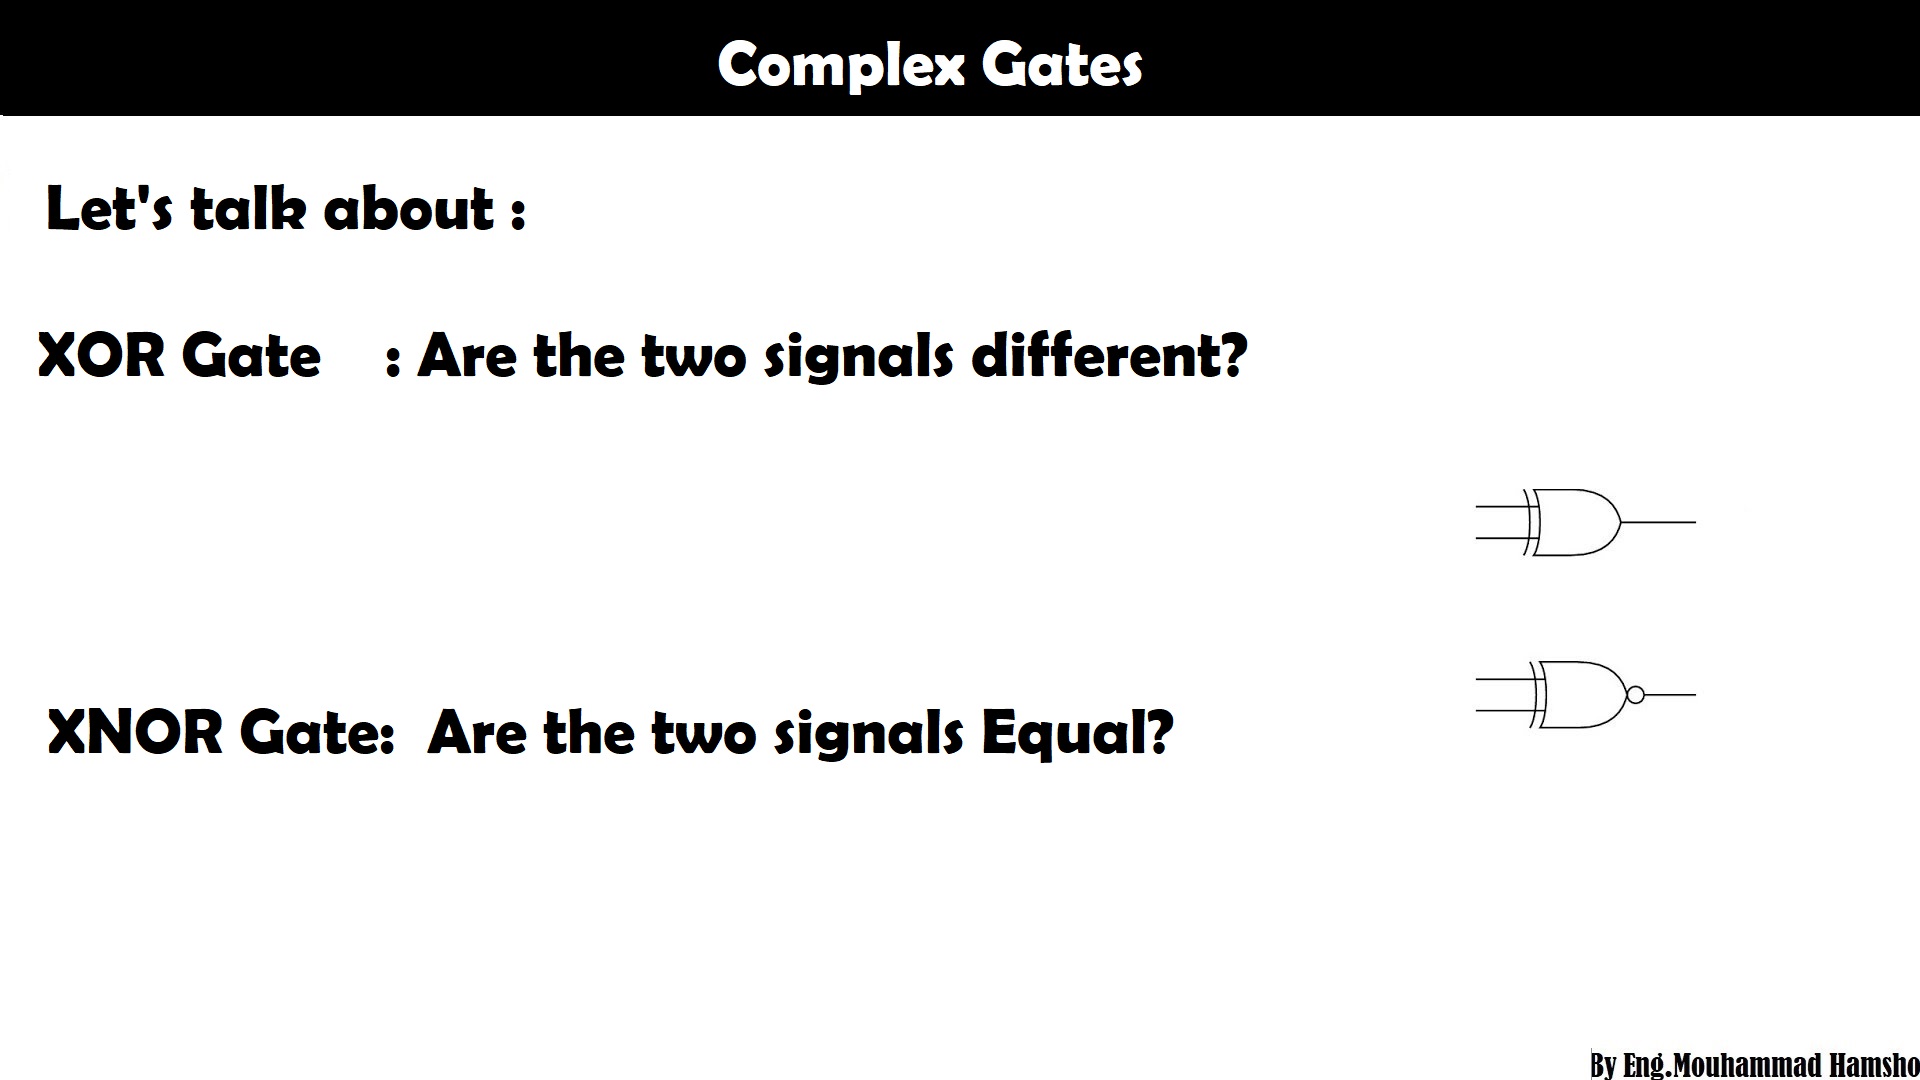 Complex Gates
Let's talk about :
XOR Gate : Are the two signals different?
XNOR Gate: Are the two signals Equal?
By Eng.Mouhammad Hamsho